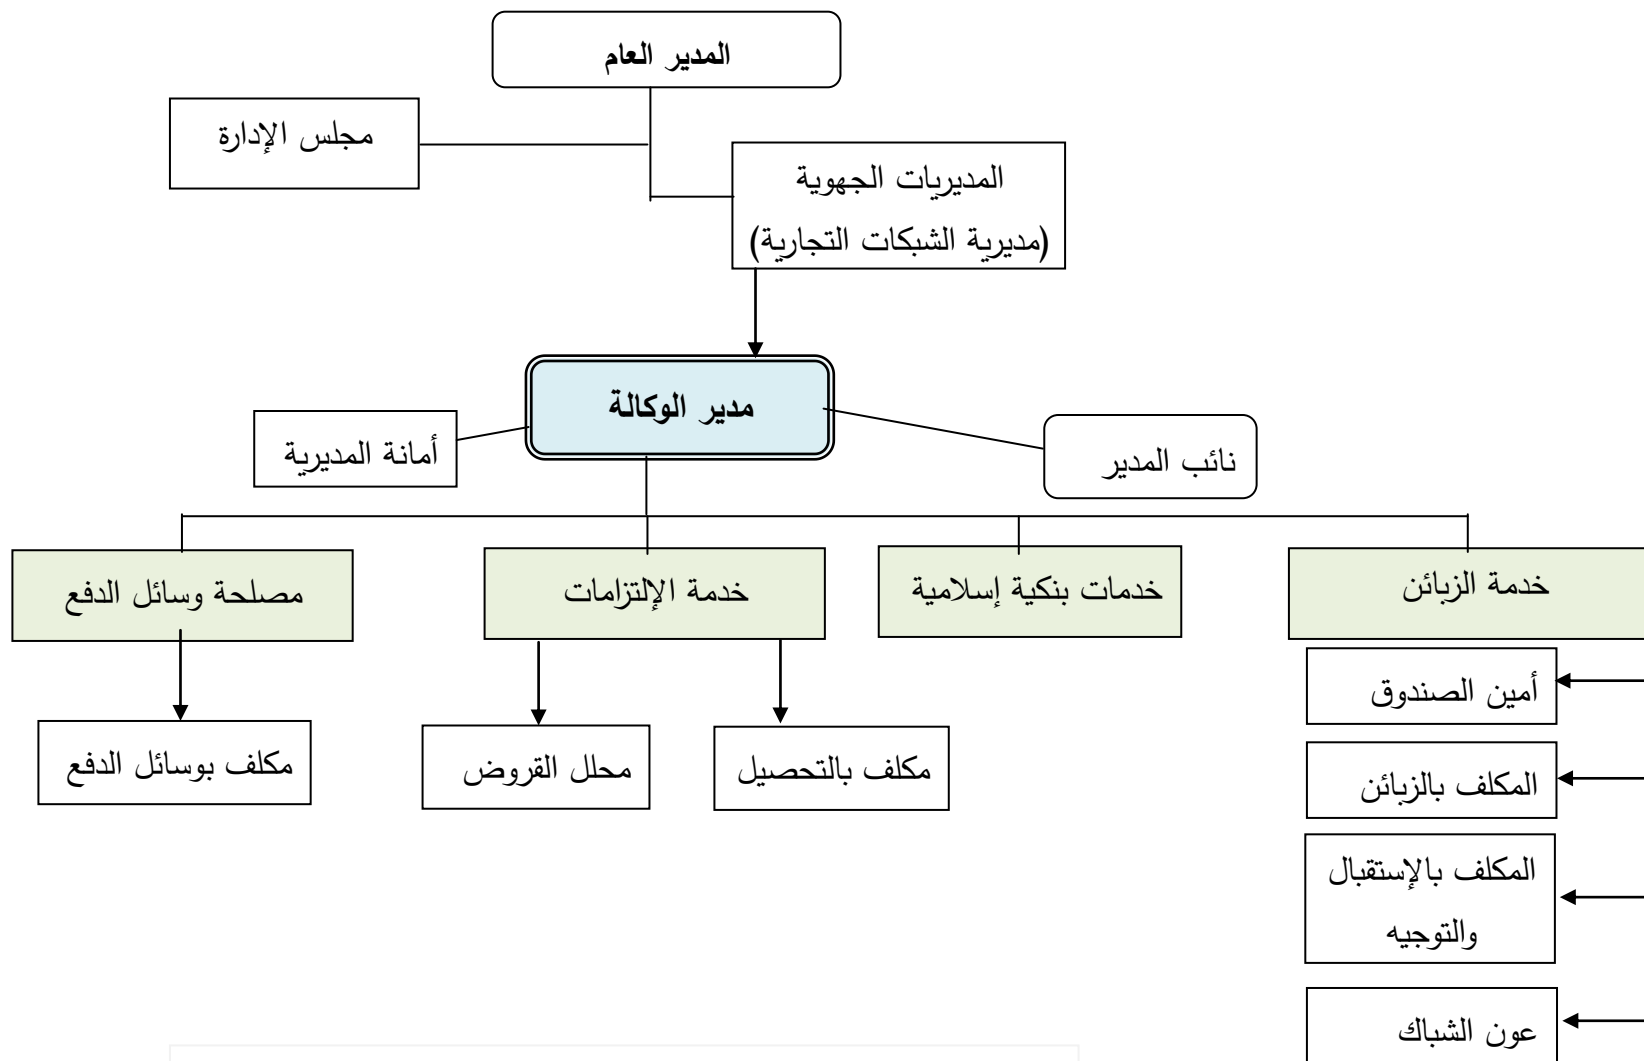 المدير العام
مجلس الإدارة
المديريات الجهوية
(مديرية الشبكات التجارية)
مدير الوكالة
نائب المدير
أمانة المديرية
خدمة الزبائن
خدمات بنكية إسلامية
خدمة الإلتزامات
مصلحة وسائل الدفع
أمين الصندوق
المكلف بالزبائن
المكلف بالإستقبال
والتوجيه
عون الشباك
مكلف بالتحصيل
محلل القروض
مكلف بوسائل الدفع